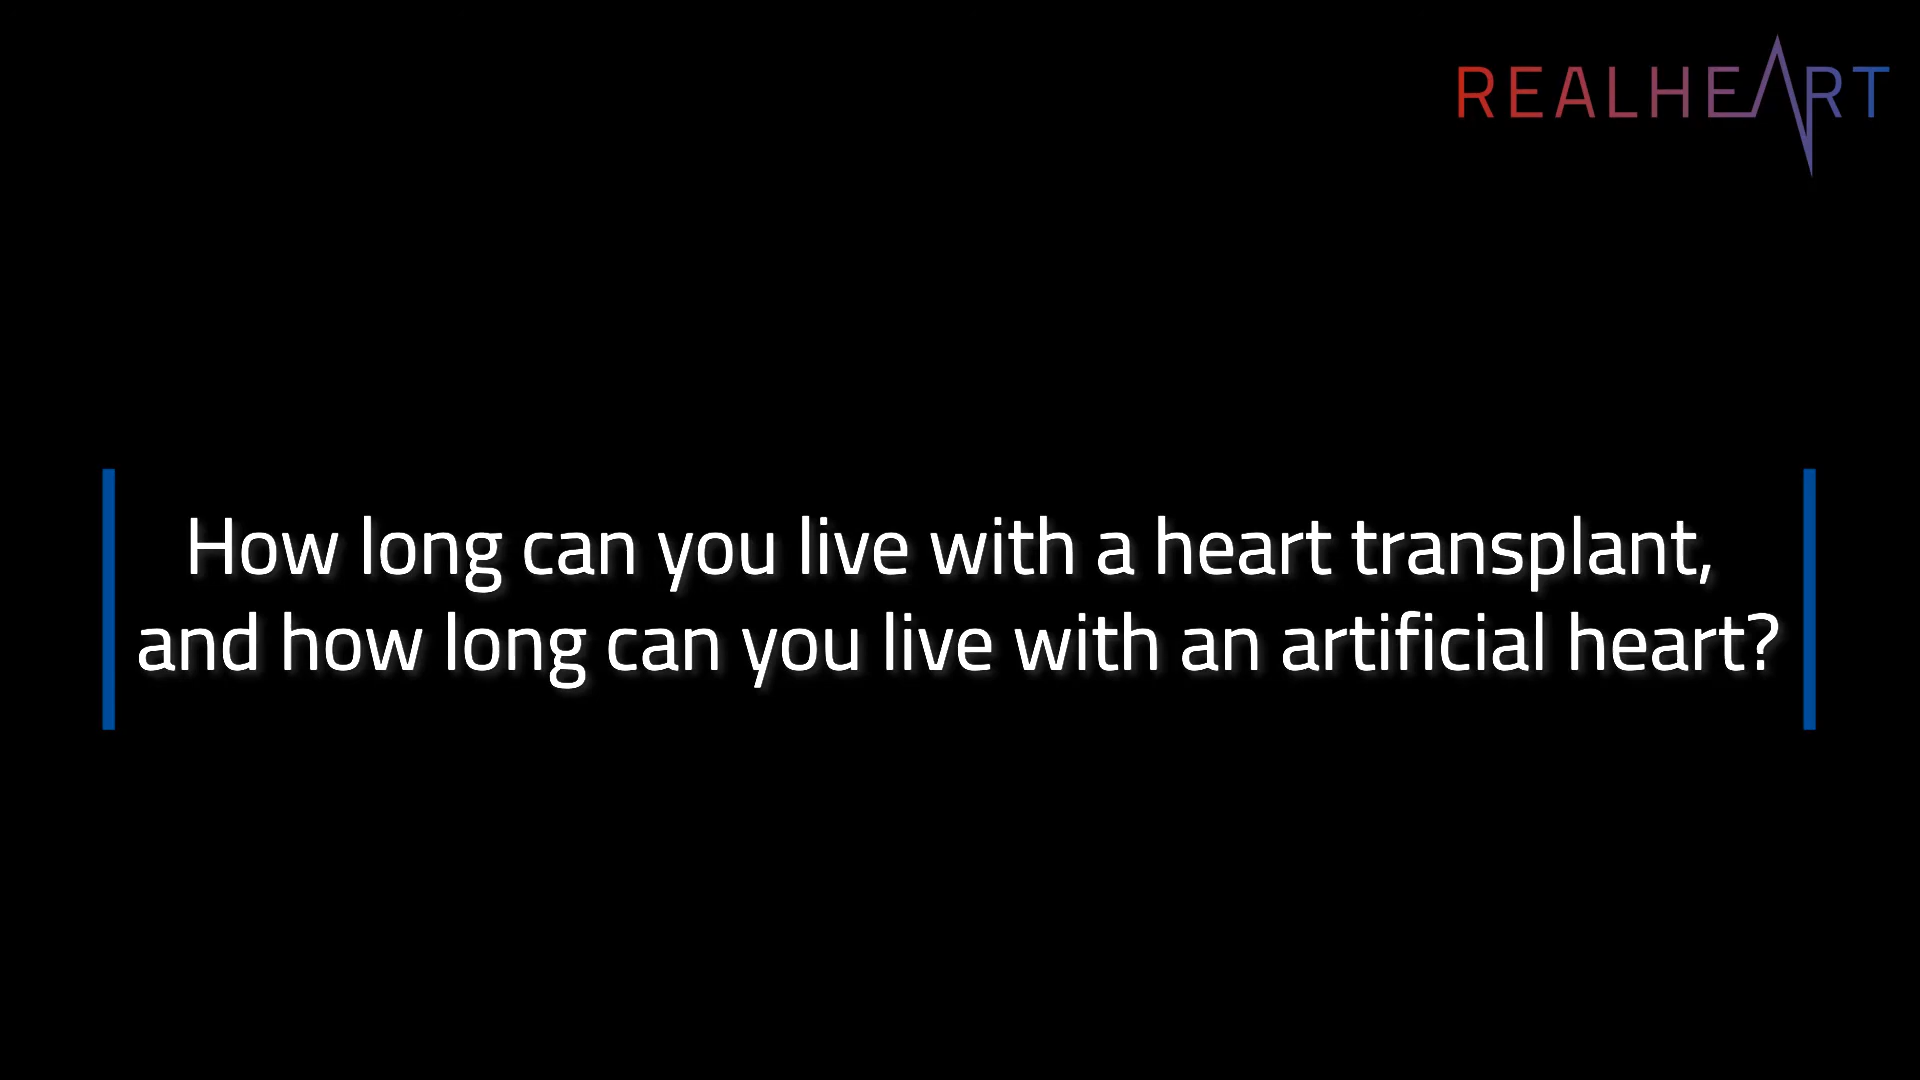 REALHEART
How long can you live with a heart transplant,
and how long can you live with an artificial heart?